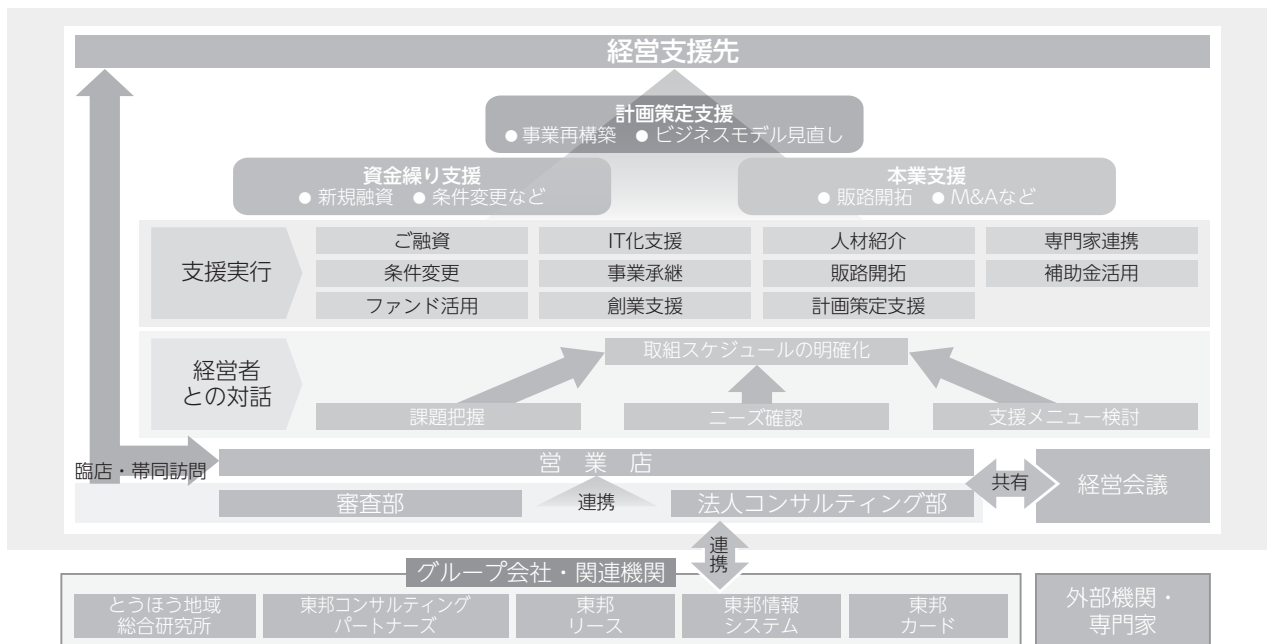 経営支援先
計画策定支援
●事業再構築 ●ビジネスモデル見直し
資金繰り支援
●新規融資 ●条件変更など
本業支援
●販路開拓 ●M&Aなど
支援実行
ご融資
IT化支援
人材紹介
専門家連携
条件変更
事業承継
販路開拓
補助金活用
ファンド活用
創業支援
計画策定支援
経営者
との対話
取組スケジュールの明確化
課題把握
ニーズ確認
支援メニュー検討
臨店・帯同訪問
営業店
審査部
連携
法人コンサルティング部
共有
経営会議
連携
グループ会社・関連機関
とうほう地域
総合研究所
東邦コンサルティング
パートナーズ
東邦
リース
東邦情報
システム
東邦
カード
外部機関・
専門家